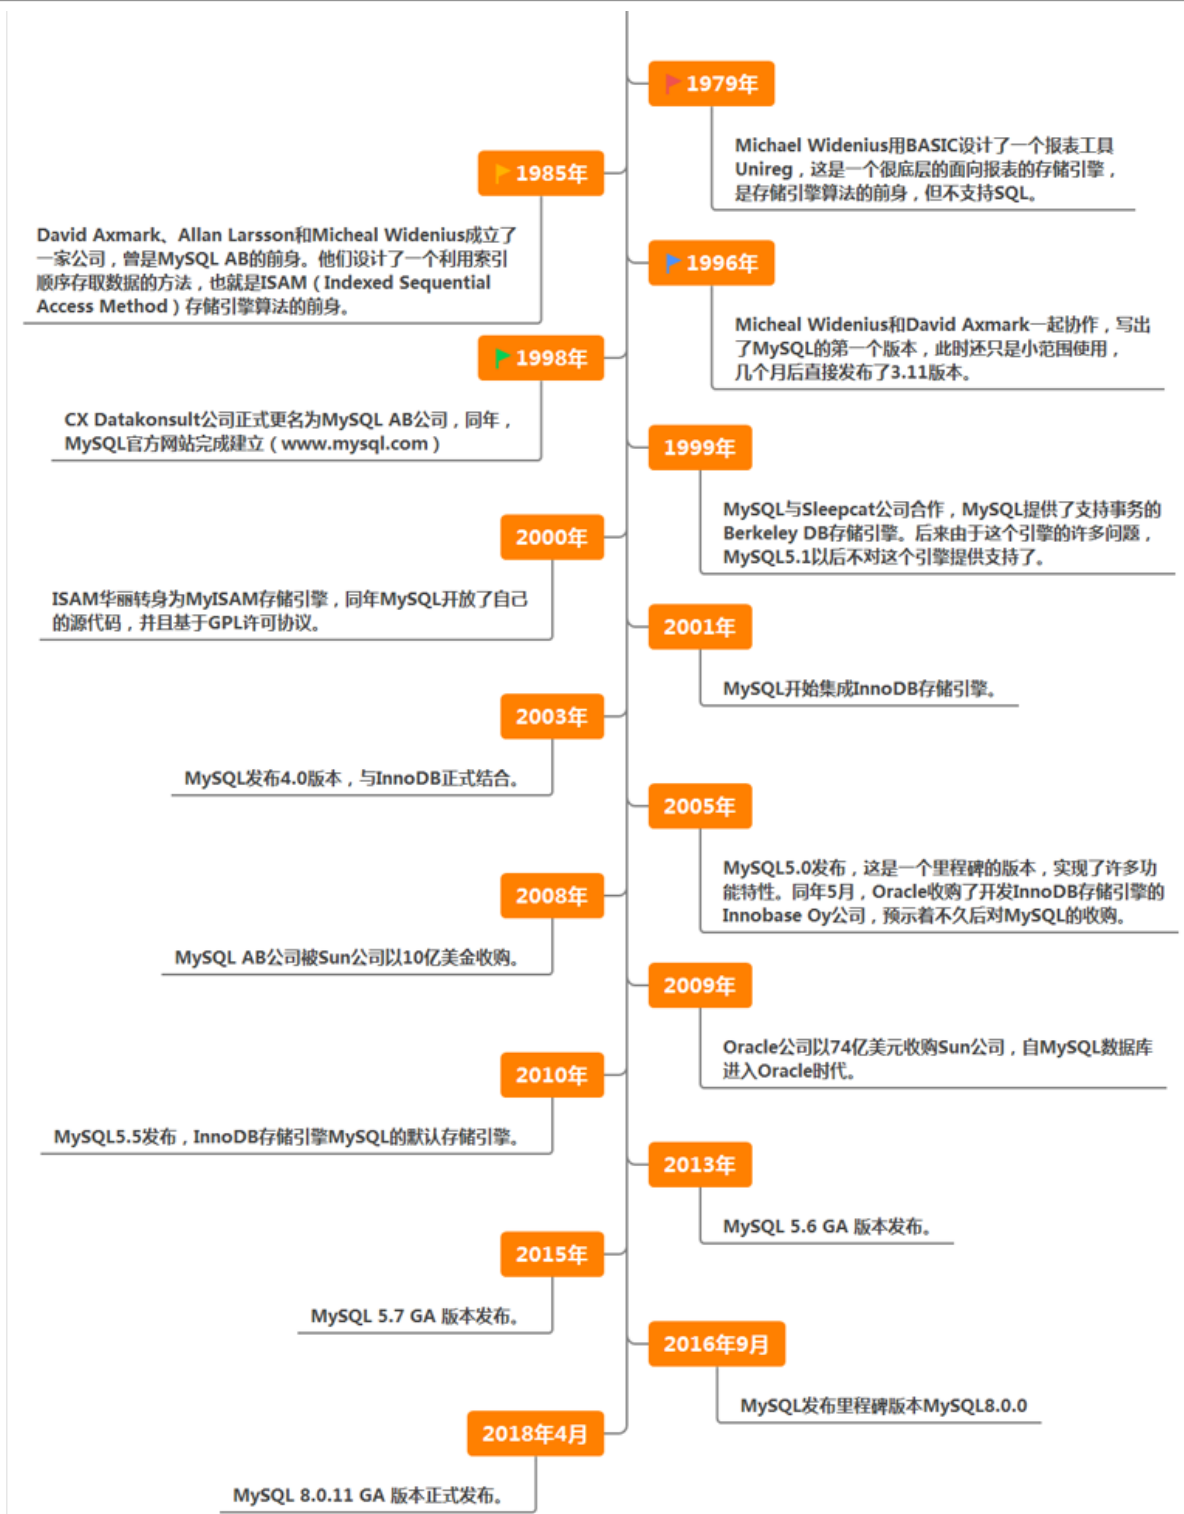 1979年
Michael Widenius用BASIC设计了一个报表工具
Unireg，这是一个很底层的面向报表的存储引擎，
是存储引擎算法的前身，但不支持SQL。
1985年
David Axmark、Allan Larsson和Micheal Widenius成立了
一家公司，曾是MySQL AB的前身。他们设计了一个利用索引
顺序存取数据的方法，也就是ISAM（Indexed Sequential
Access Method）存储引擎算法的前身。
1996年
Micheal Widenius和David Axmark一起协作，写出
了MySQL的第一个版本，此时还只是小范围使用，
几个月后直接发布了3.11版本。
1998年
CX Datakonsult公司正式更名为MySQL AB公司，同年，
MySQL官方网站完成建立（www.mysql.com）
1999年
MySQL与Sleepcat公司合作，MySQL提供了支持事务的
Berkeley DB存储引擎。后来由于这个引擎的许多问题，
MySQL5.1以后不对这个引擎提供支持了。
2000年
ISAM华丽转身为MyISAM存储引擎，同年MySQL开放了自己
的源代码，并且基于GPL许可协议。
2001年
MySQL开始集成InnoDB存储引擎。
2003年
MySQL发布4.0版本，与InnoDB正式结合。
2005年
MySQL5.0发布，这是一个里程碑的版本，实现了许多功
能特性。同年5月，Oracle收购了开发InnoDB存储引擎的
Innobase Oy公司，预示着不久后对MySQL的收购。
2008年
MySQL AB公司被Sun公司以10亿美金收购。
2009年
Oracle公司以74亿美元收购Sun公司，自MySQL数据库
进入Oracle时代。
2010年
MySQL5.5发布，InnoDB存储引擎MySQL的默认存储引擎。
2013年
MySQL 5.6 GA 版本发布。
2015年
MySQL 5.7 GA 版本发布。
2016年9月
MySQL发布里程碑版本MySQL8.0.0
2018年4月
MySQL 8.0.11 GA 版本正式发布。